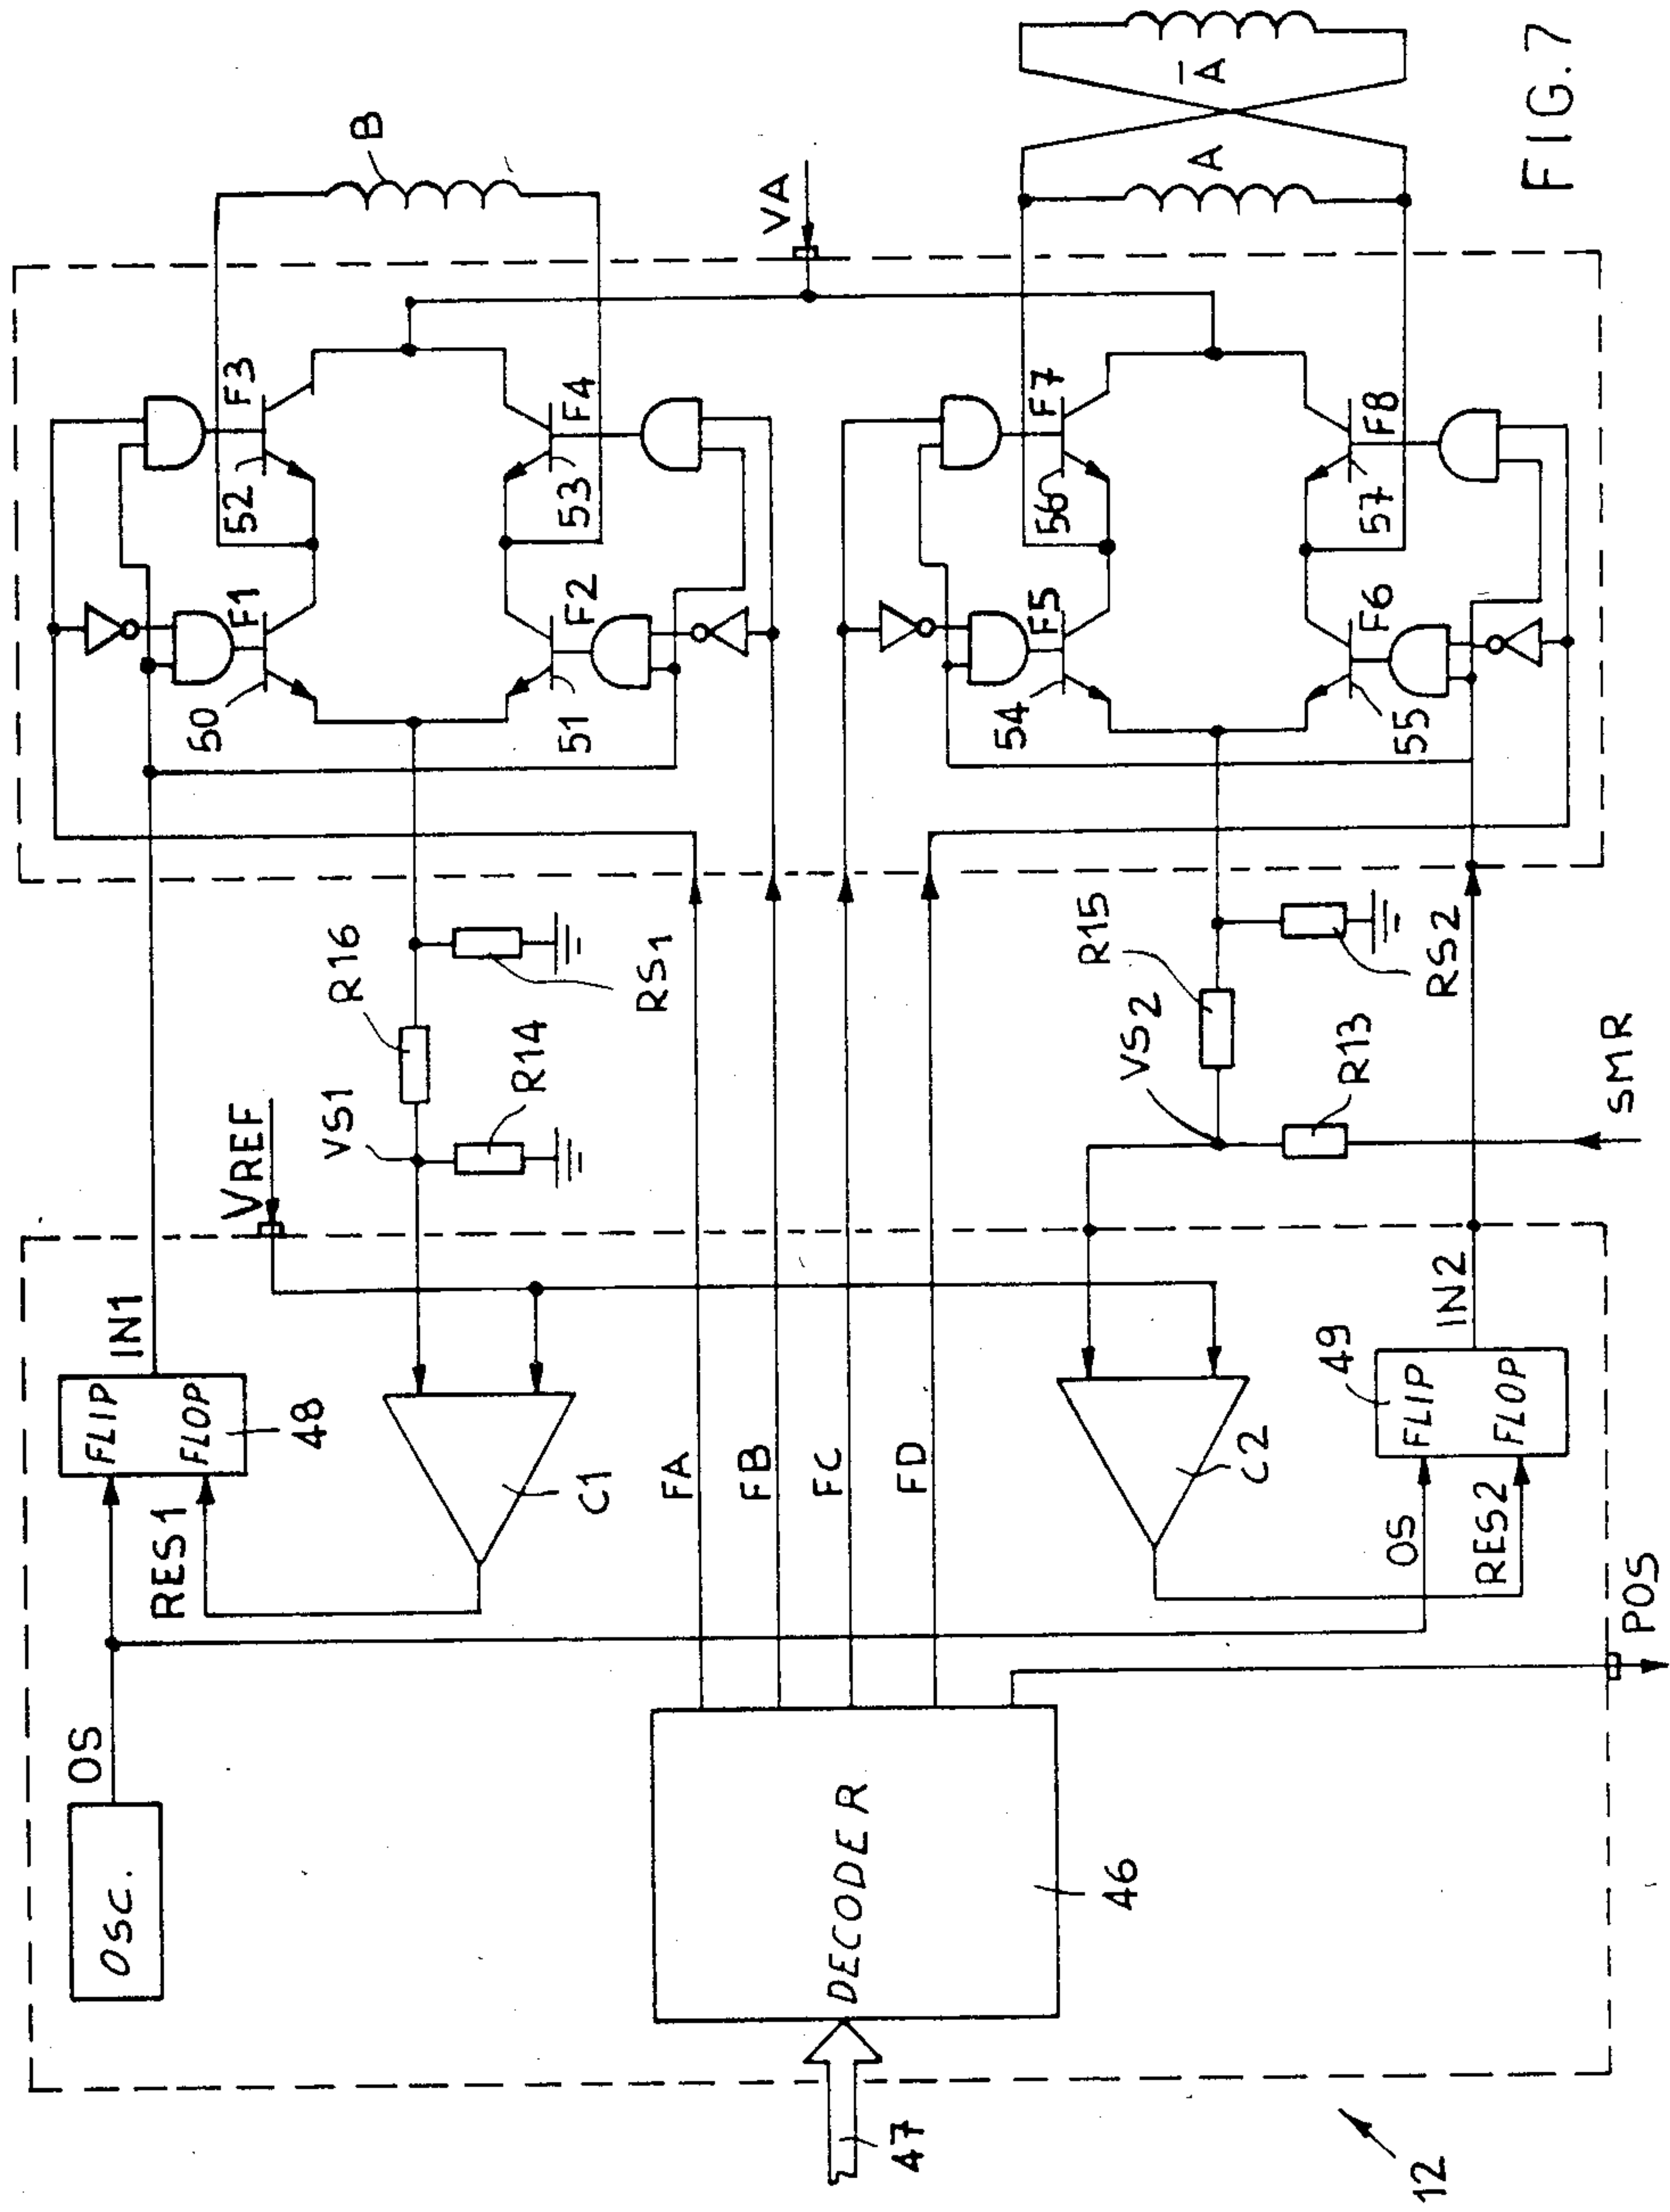 OSC.
OS
FLIP
FLOP
48
IN1
RES1
C1
VREF
VS1
R16
R14
RS1
50
F1
52
F3
51
F2
53
F4
B
VA
DECODER
46
47
FA
FB
FC
FD
54
F5
56
F7
55
F6
57
F8
A
A̅
C2
VS2
R15
R13
RS2
SMR
OS
RES2
FLIP
FLOP
49
IN2
POS
12
FIG.7